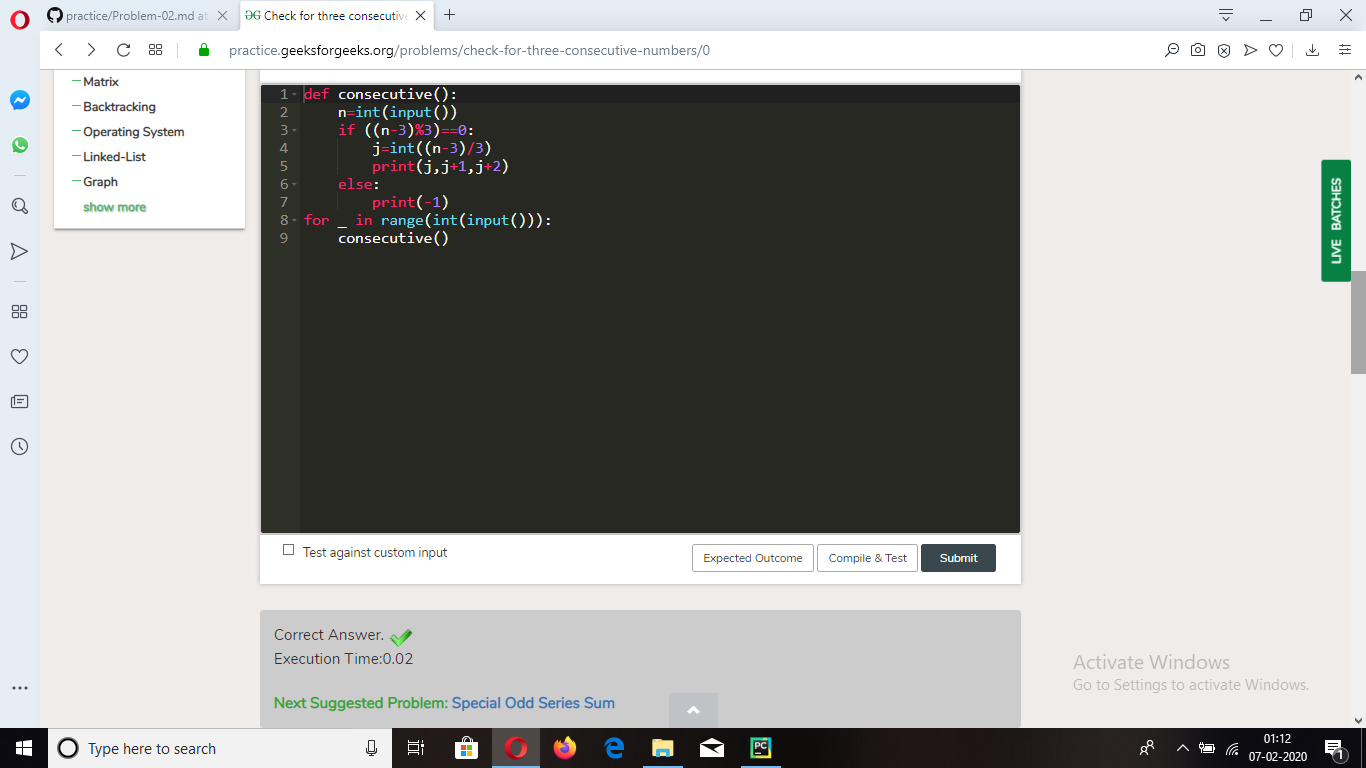 practice/Problem-02.md at
Check for three consecutive
practice.geeksforgeeks.org/problems/check-for-three-consecutive-numbers/0
Matrix
Backtracking
Operating System
Linked-List
Graph
show more
1 def consecutive():
2     n=int(input())
3     if ((n-3)%3)==0:
4         j=int((n-3)/3)
5         print(j,j+1,j+2)
6     else:
7         print(-1)
8 for _ in range(int(input())):
9     consecutive()
LIVE BATCHES
Test against custom input
Expected Outcome
Compile & Test
Submit
Correct Answer.
Execution Time:0.02
Next Suggested Problem: Special Odd Series Sum
Activate Windows
Go to Settings to activate Windows.
Type here to search
PC
01:12
07-02-2020
1